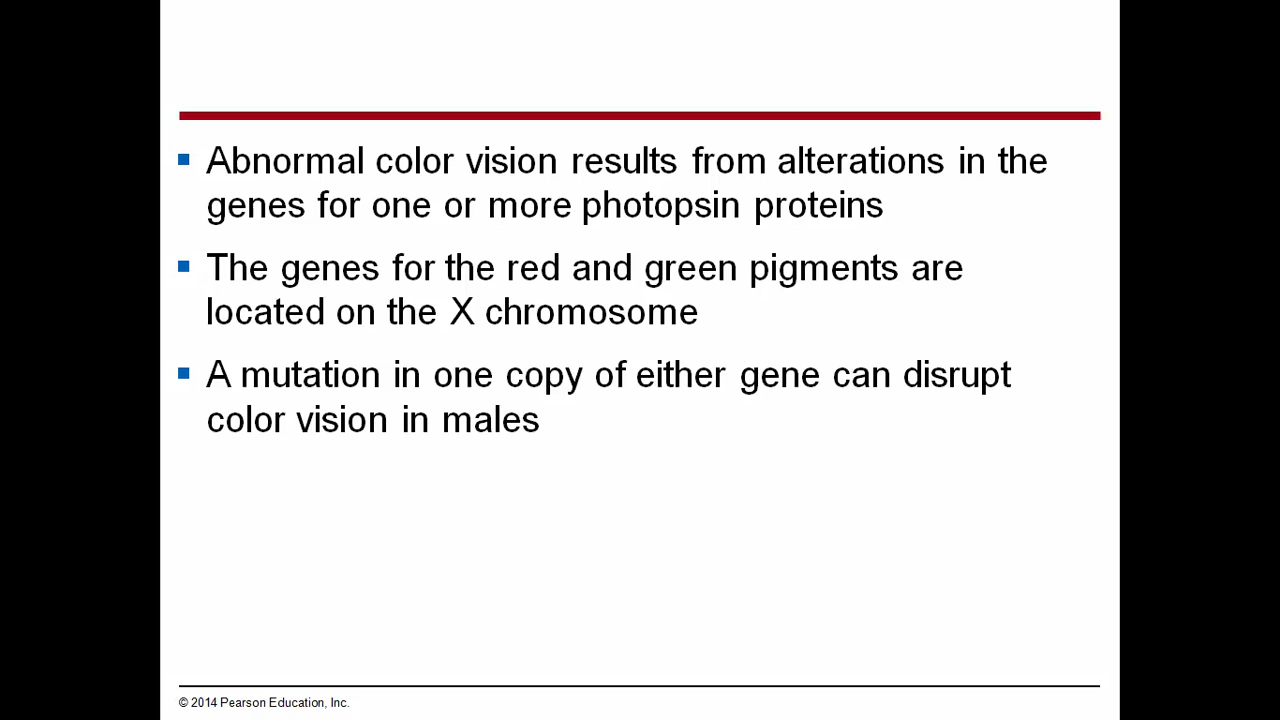 Abnormal color vision results from alterations in the
genes for one or more photopsin proteins
The genes for the red and green pigments are
located on the X chromosome
A mutation in one copy of either gene can disrupt
color vision in males
© 2014 Pearson Education, Inc.